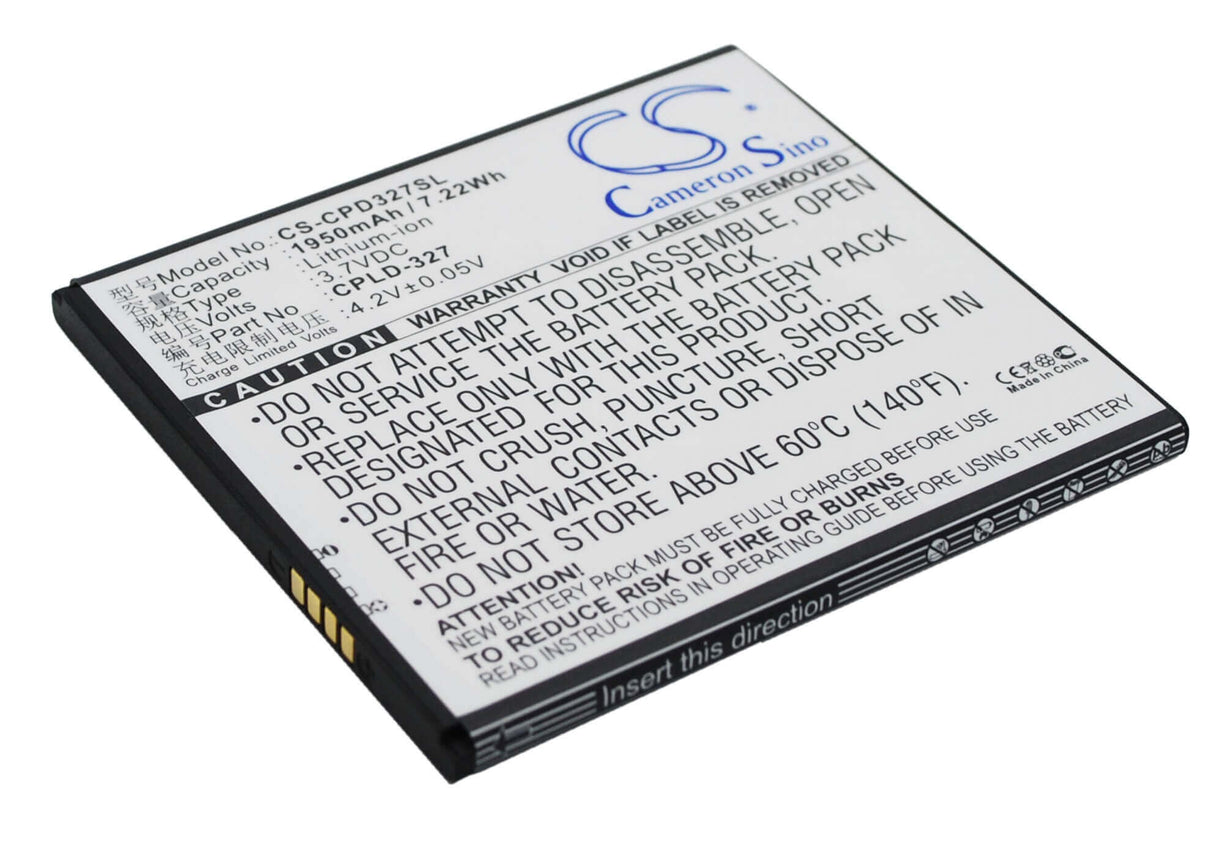 CS
Cameron Sino
型号Model No.: CS-CPD327SL
容量Capacity : 1950mAh / 7.22Wh
规格Type : Lithium-ion
电压Volts : 3.7VDC
编号Part No : CPLD-327
充电限制电压: 4.2V±0.05V
Charge Limited Volts
CAUTION WARRANTY VOID IF LABEL IS REMOVED
•DO NOT ATTEMPT TO DISASSEMBLE, OPEN
OR SERVICE THE BATTERY PACK
•REPLACE ONLY WITH THE BATTERY PACK
DESIGNATED FOR THIS PRODUCT
•DO NOT CRUSH, PUNCTURE, SHORT
EXTERNAL CONTACTS OR DISPOSE OF IN
FIRE OR WATER.
•DO NOT STORE ABOVE 60°C (140°F).
CE
Made in China
ATTENTION!
NEW BATTERY PACK MUST BE FULLY CHARGED BEFORE USE
TO REDUCE RISK OF FIRE OR BURNS
READ INSTRUCTIONS IN OPERATING GUIDE BEFORE USING THE BATTERY
Insert this direction